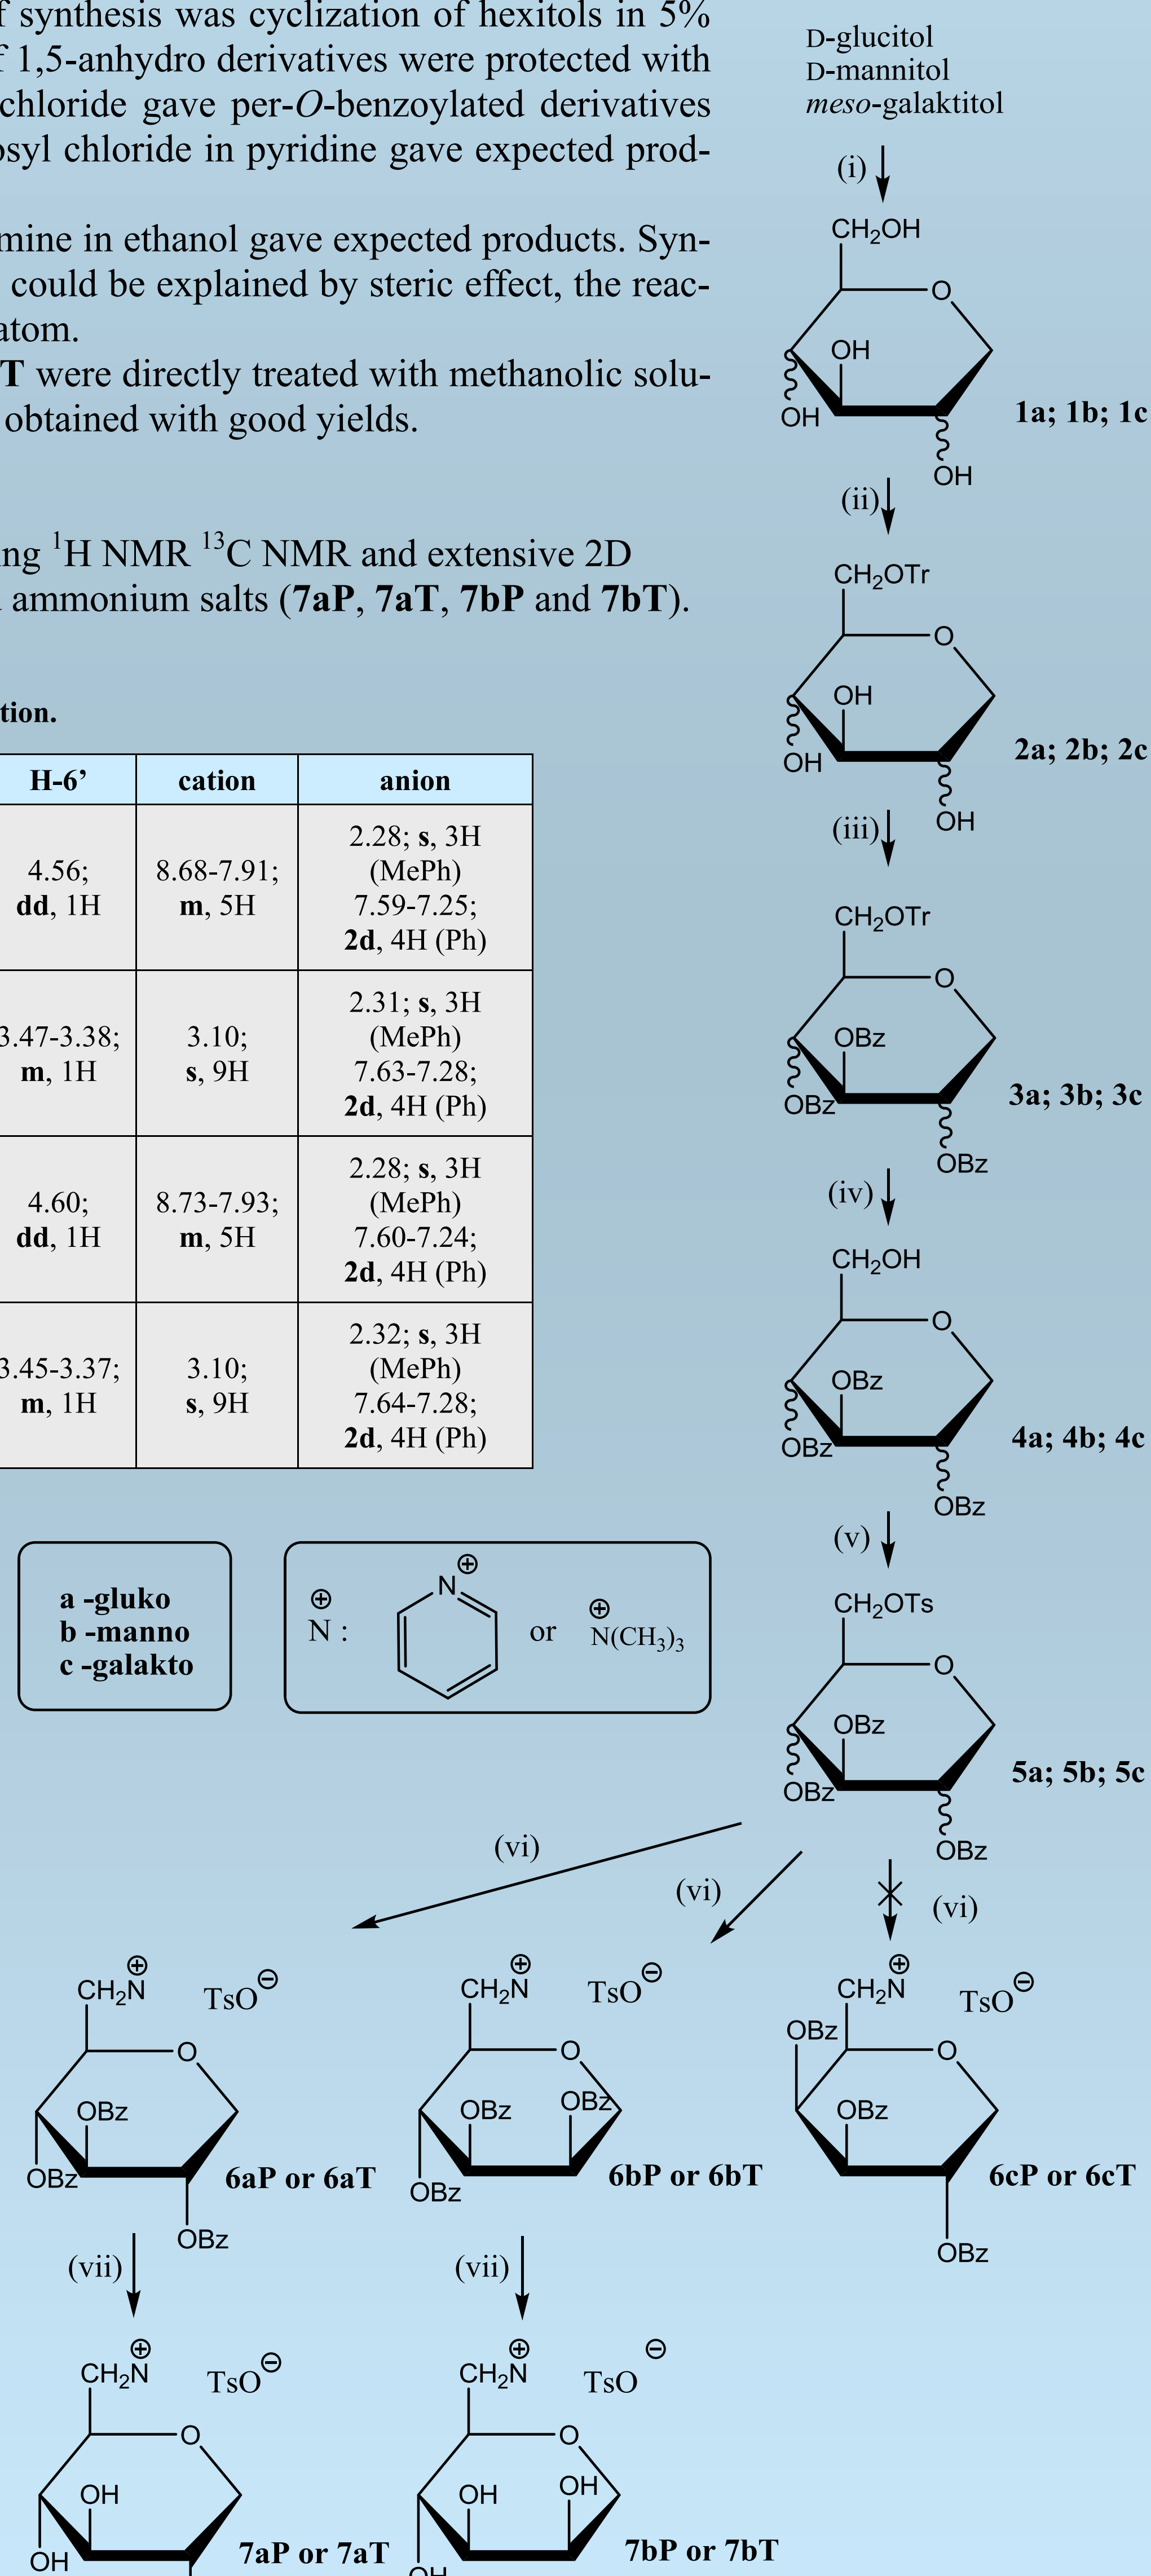 f synthesis was cyclization of hexitols in 5%
f 1,5-anhydro derivatives were protected with
chloride gave per-O-benzoylated derivatives
osyl chloride in pyridine gave expected prod-
mine in ethanol gave expected products. Syn-
could be explained by steric effect, the reac-
atom.
T were directly treated with methanolic solu-
obtained with good yields.
ing ¹H NMR ¹³C NMR and extensive 2D
ammonium salts (7aP, 7aT, 7bP and 7bT).
tion.
H-6’ cation anion
4.56; dd, 1H 8.68-7.91; m, 5H 2.28; s, 3H (MePh) 7.59-7.25; 2d, 4H (Ph)
3.47-3.38; m, 1H 3.10; s, 9H 2.31; s, 3H (MePh) 7.63-7.28; 2d, 4H (Ph)
4.60; dd, 1H 8.73-7.93; m, 5H 2.28; s, 3H (MePh) 7.60-7.24; 2d, 4H (Ph)
3.45-3.37; m, 1H 3.10; s, 9H 2.32; s, 3H (MePh) 7.64-7.28; 2d, 4H (Ph)
a -gluko
b -manno
c -galakto
⊕ N : N ⊕ or ⊕ N(CH₃)₃
D-glucitol
D-mannitol
meso-galaktitol
(i)
CH₂OH
O
OH
OH
OH
1a; 1b; 1c
(ii)
CH₂OTr
O
OH
OH
OH
2a; 2b; 2c
(iii)
CH₂OTr
O
OBz
OBz
OBz
3a; 3b; 3c
(iv)
CH₂OH
O
OBz
OBz
OBz
4a; 4b; 4c
(v)
CH₂OTs
O
OBz
OBz
OBz
5a; 5b; 5c
(vi)
(vi)
(vi)
CH₂N⊕ TsO⊖
O
OBz
OBz
OBz
6aP or 6aT
CH₂N⊕ TsO⊖
O
OBz
OBz
OBz
6bP or 6bT
CH₂N⊕ TsO⊖
OBz
O
OBz
OBz
6cP or 6cT
(vii)
(vii)
CH₂N⊕ TsO⊖
O
OH
OH
7aP or 7aT
CH₂N⊕ TsO⊖
O
OH
OH
OH
7bP or 7bT